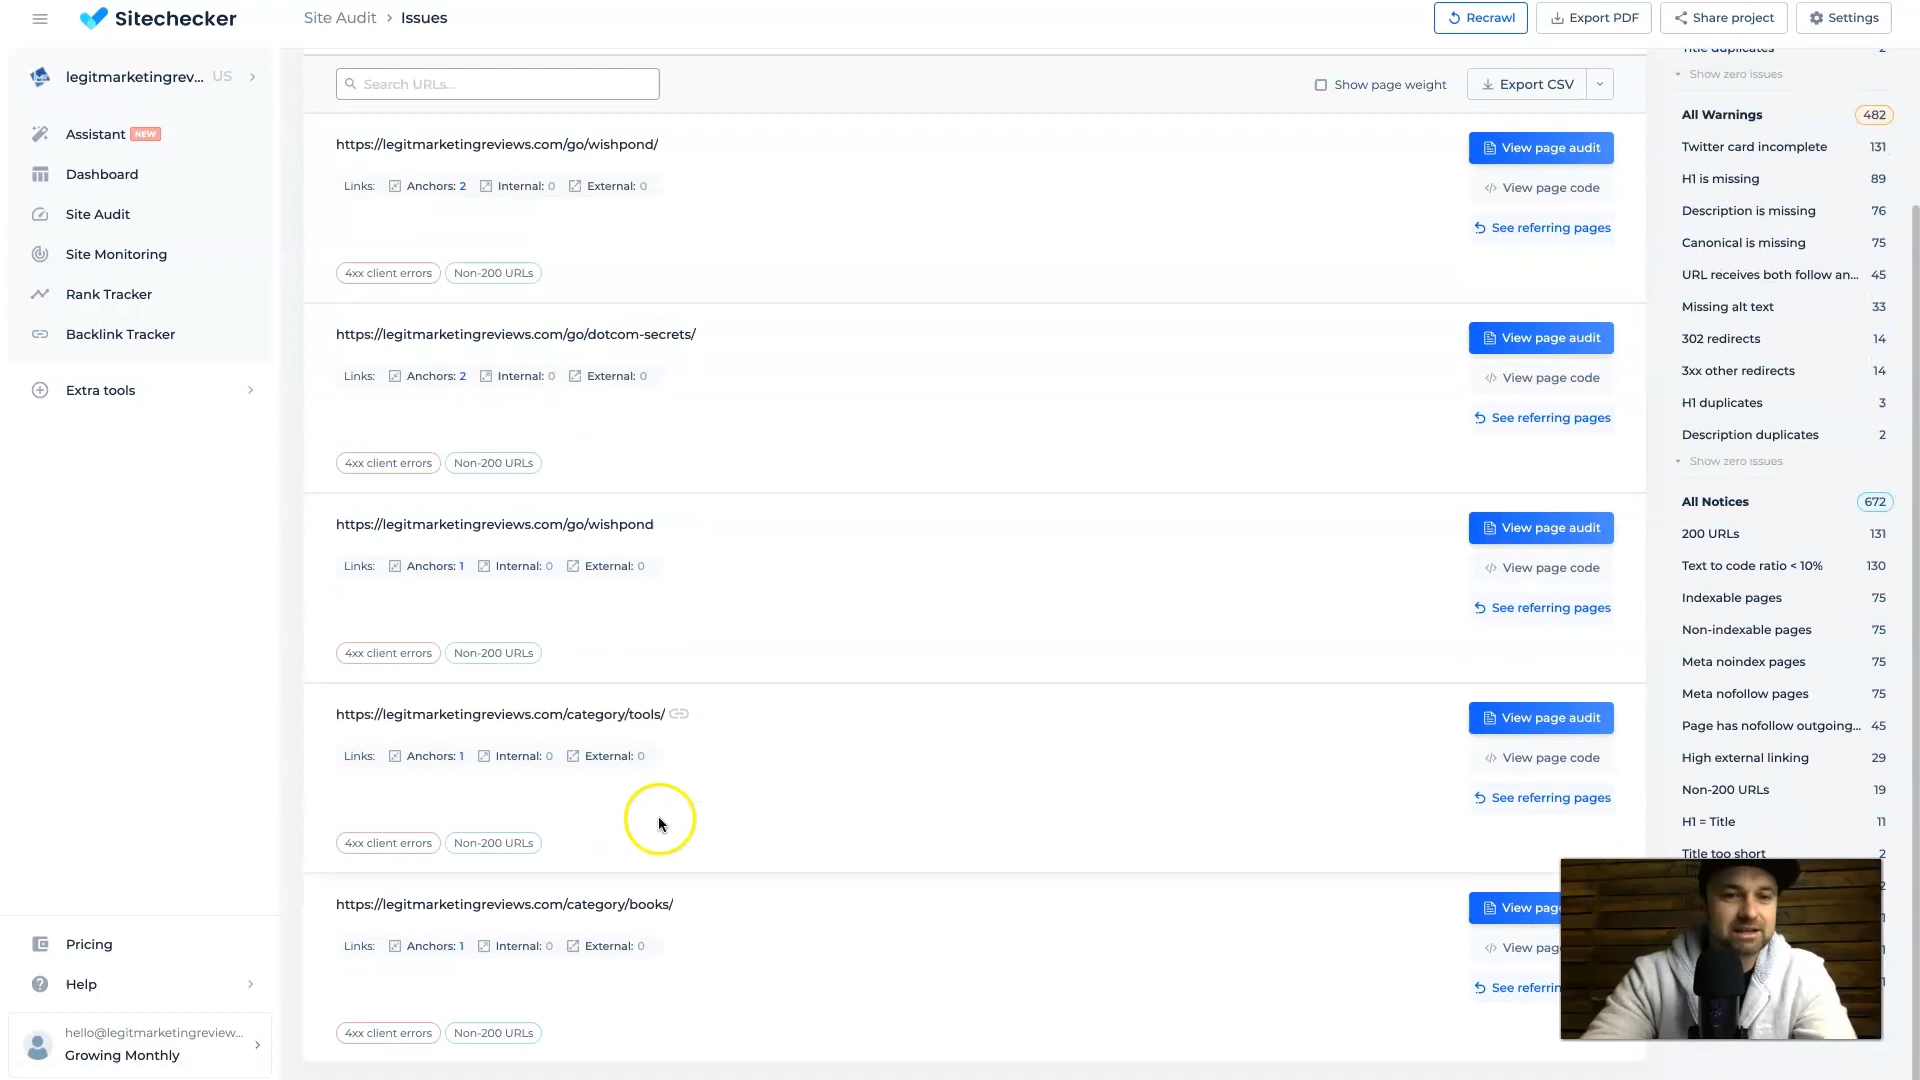 Sitechecker
Site Audit › Issues
Recrawl
Export PDF
Share project
Settings
legitmarketingrev... US
Assistant NEW
Dashboard
Site Audit
Site Monitoring
Rank Tracker
Backlink Tracker
Extra tools
Pricing
Help
hello@legitmarketingreview...
Growing Monthly
Search URLs...
Show page weight
Export CSV
https://legitmarketingreviews.com/go/wishpond/
Links: Anchors: 2 Internal: 0 External: 0
4xx client errors Non-200 URLs
View page audit
View page code
See referring pages
https://legitmarketingreviews.com/go/dotcom-secrets/
Links: Anchors: 2 Internal: 0 External: 0
4xx client errors Non-200 URLs
View page audit
View page code
See referring pages
https://legitmarketingreviews.com/go/wishpond
Links: Anchors: 1 Internal: 0 External: 0
4xx client errors Non-200 URLs
View page audit
View page code
See referring pages
https://legitmarketingreviews.com/category/tools/
Links: Anchors: 1 Internal: 0 External: 0
4xx client errors Non-200 URLs
View page audit
View page code
See referring pages
https://legitmarketingreviews.com/category/books/
Links: Anchors: 1 Internal: 0 External: 0
4xx client errors Non-200 URLs
View
View
See
Title duplicates 2
Show zero issues
All Warnings 482
Twitter card incomplete 131
H1 is missing 89
Description is missing 76
Canonical is missing 75
URL receives both follow an... 45
Missing alt text 33
302 redirects 14
3xx other redirects 14
H1 duplicates 3
Description duplicates 2
Show zero issues
All Notices 672
200 URLs 131
Text to code ratio < 10% 130
Indexable pages 75
Non-indexable pages 75
Meta noindex pages 75
Meta nofollow pages 75
Page has nofollow outgoing... 45
High external linking 29
Non-200 URLs 19
H1 = Title 11
Title too short 2